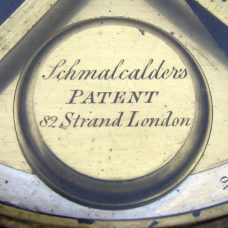 Schmalcalders
PATENT
82 Strand London